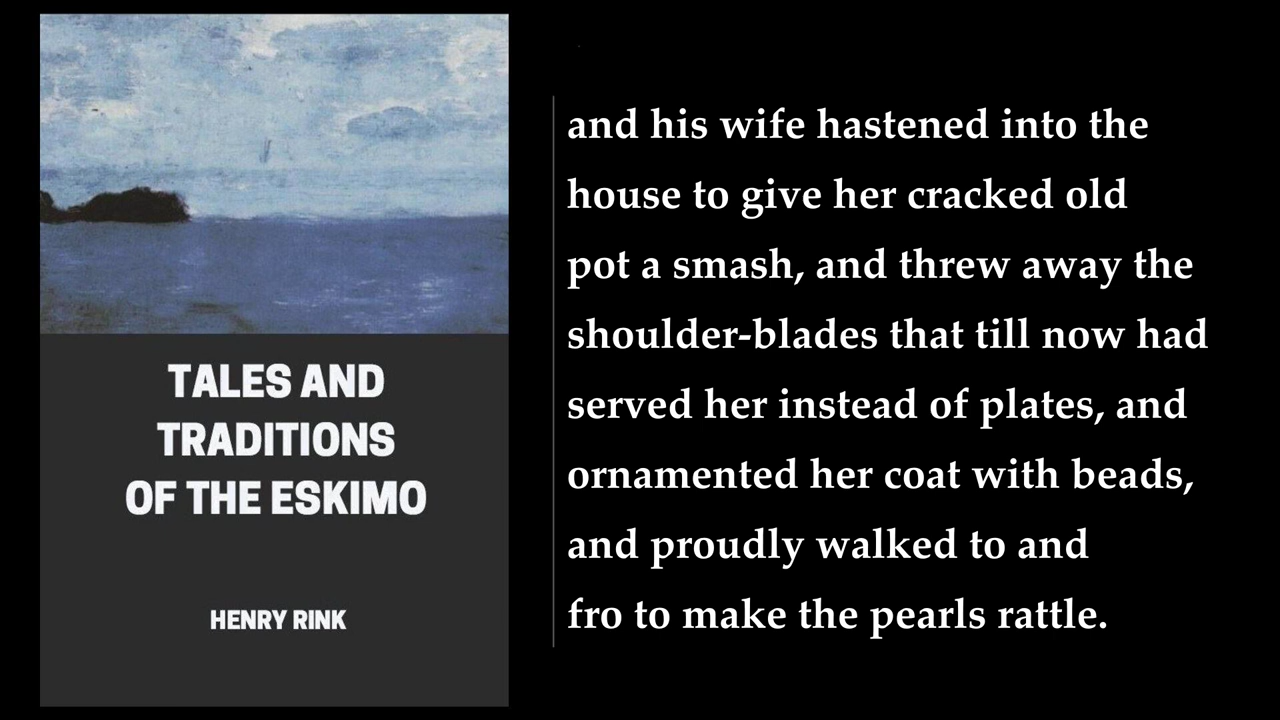 TALES AND
TRADITIONS
OF THE ESKIMO
HENRY RINK
and his wife hastened into the
house to give her cracked old
pot a smash, and threw away the
shoulder-blades that till now had
served her instead of plates, and
ornamented her coat with beads,
and proudly walked to and
fro to make the pearls rattle.